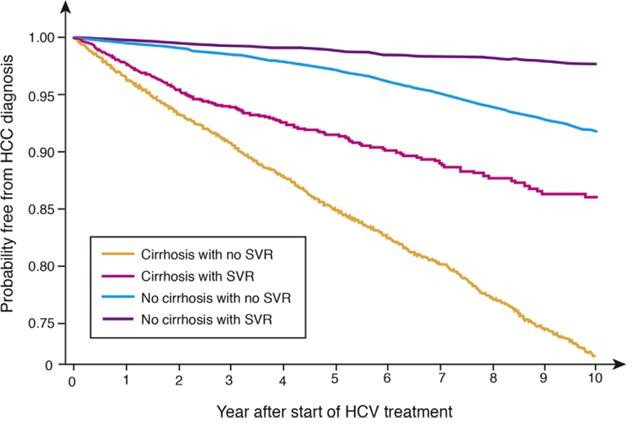 Probability free from HCC diagnosis
1.00
0.95
0.90
0.85
0.80
0.75
0
Cirrhosis with no SVR
Cirrhosis with SVR
No cirrhosis with no SVR
No cirrhosis with SVR
0 1 2 3 4 5 6 7 8 9 10
Year after start of HCV treatment